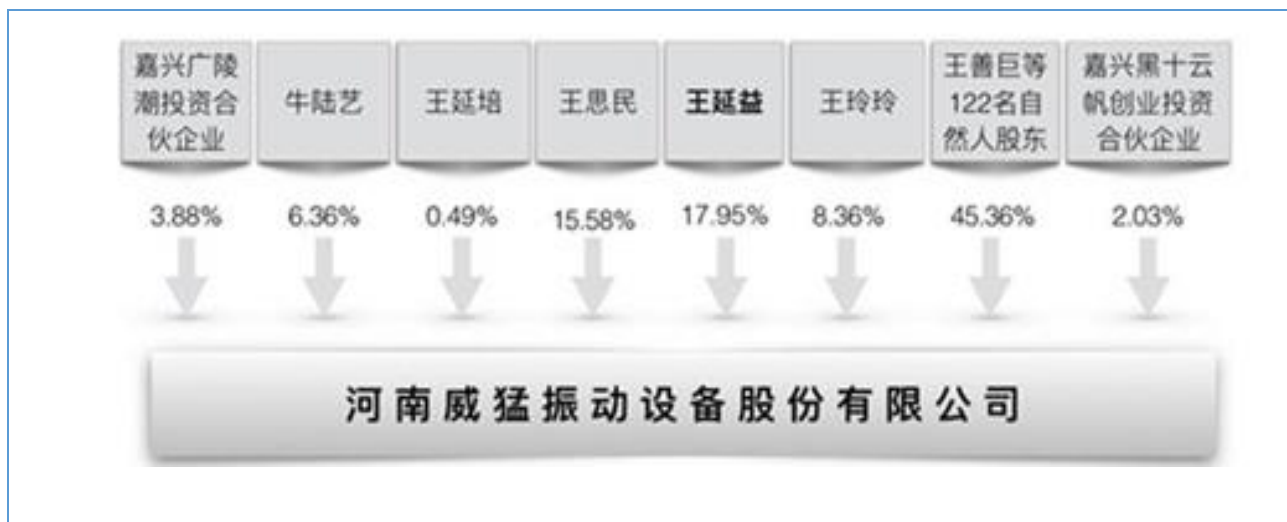 嘉兴广陵
潮投资合
伙企业
牛陆艺
王延培
王思民
王延益
王玲玲
王善巨等
122名自
然人股东
嘉兴黑十云
帆创业投资
合伙企业
3.88%
6.36%
0.49%
15.58%
17.95%
8.36%
45.36%
2.03%
河南威猛振动设备股份有限公司